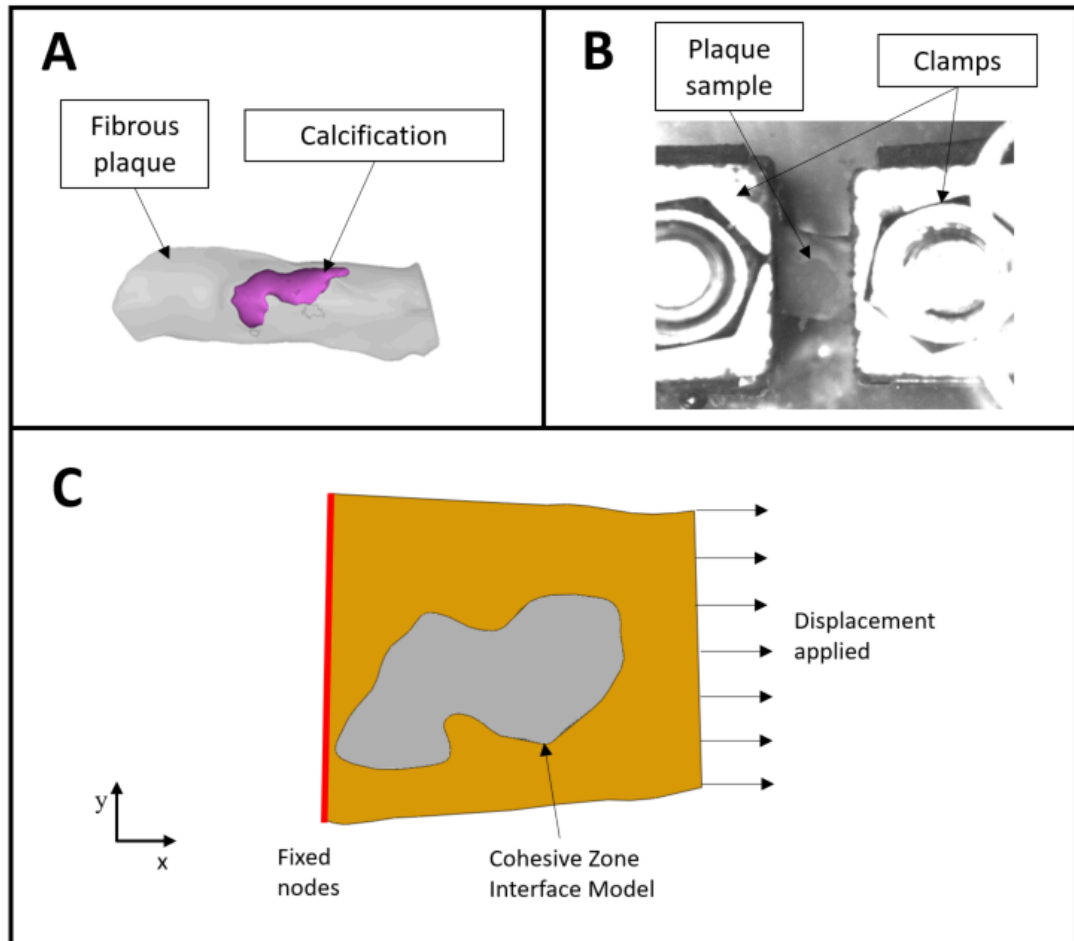 A
Fibrous
plaque
Calcification
B
Plaque
sample
Clamps
C
Displacement
applied
y
x
Fixed
nodes
Cohesive Zone
Interface Model